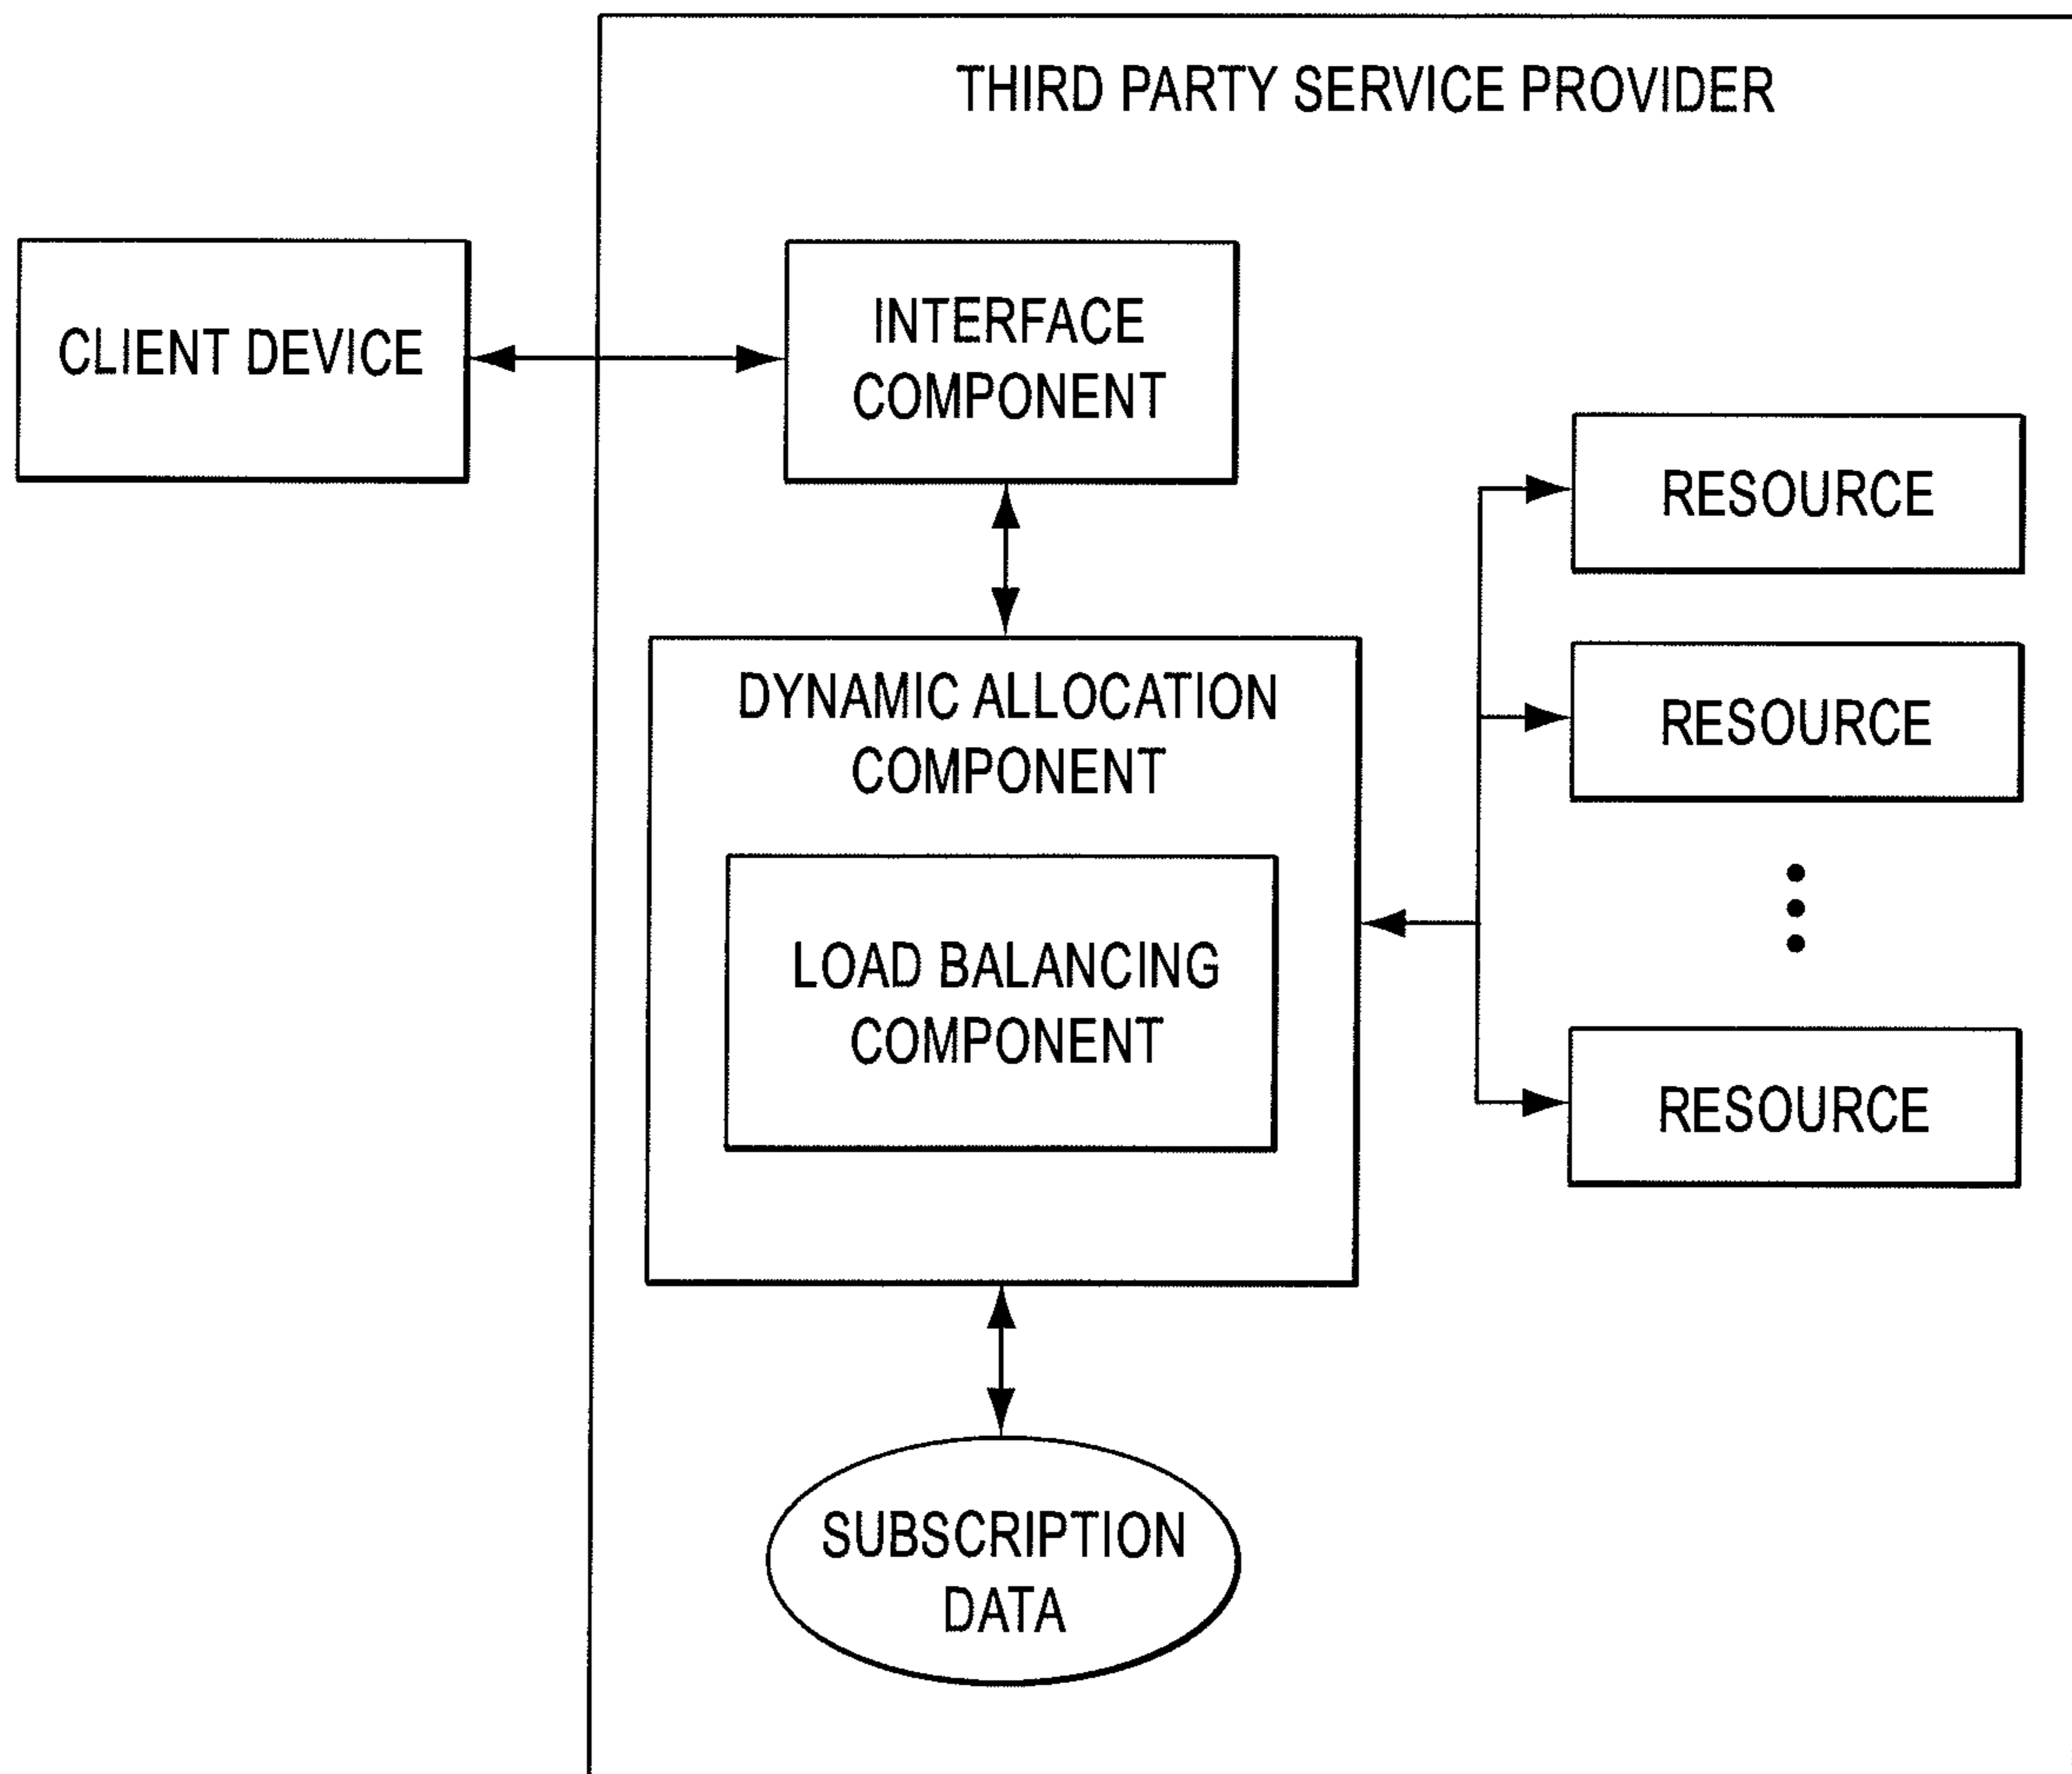 THIRD PARTY SERVICE PROVIDER
CLIENT DEVICE
INTERFACE
COMPONENT
RESOURCE
DYNAMIC ALLOCATION
COMPONENT
RESOURCE
LOAD BALANCING
COMPONENT
RESOURCE
SUBSCRIPTION
DATA